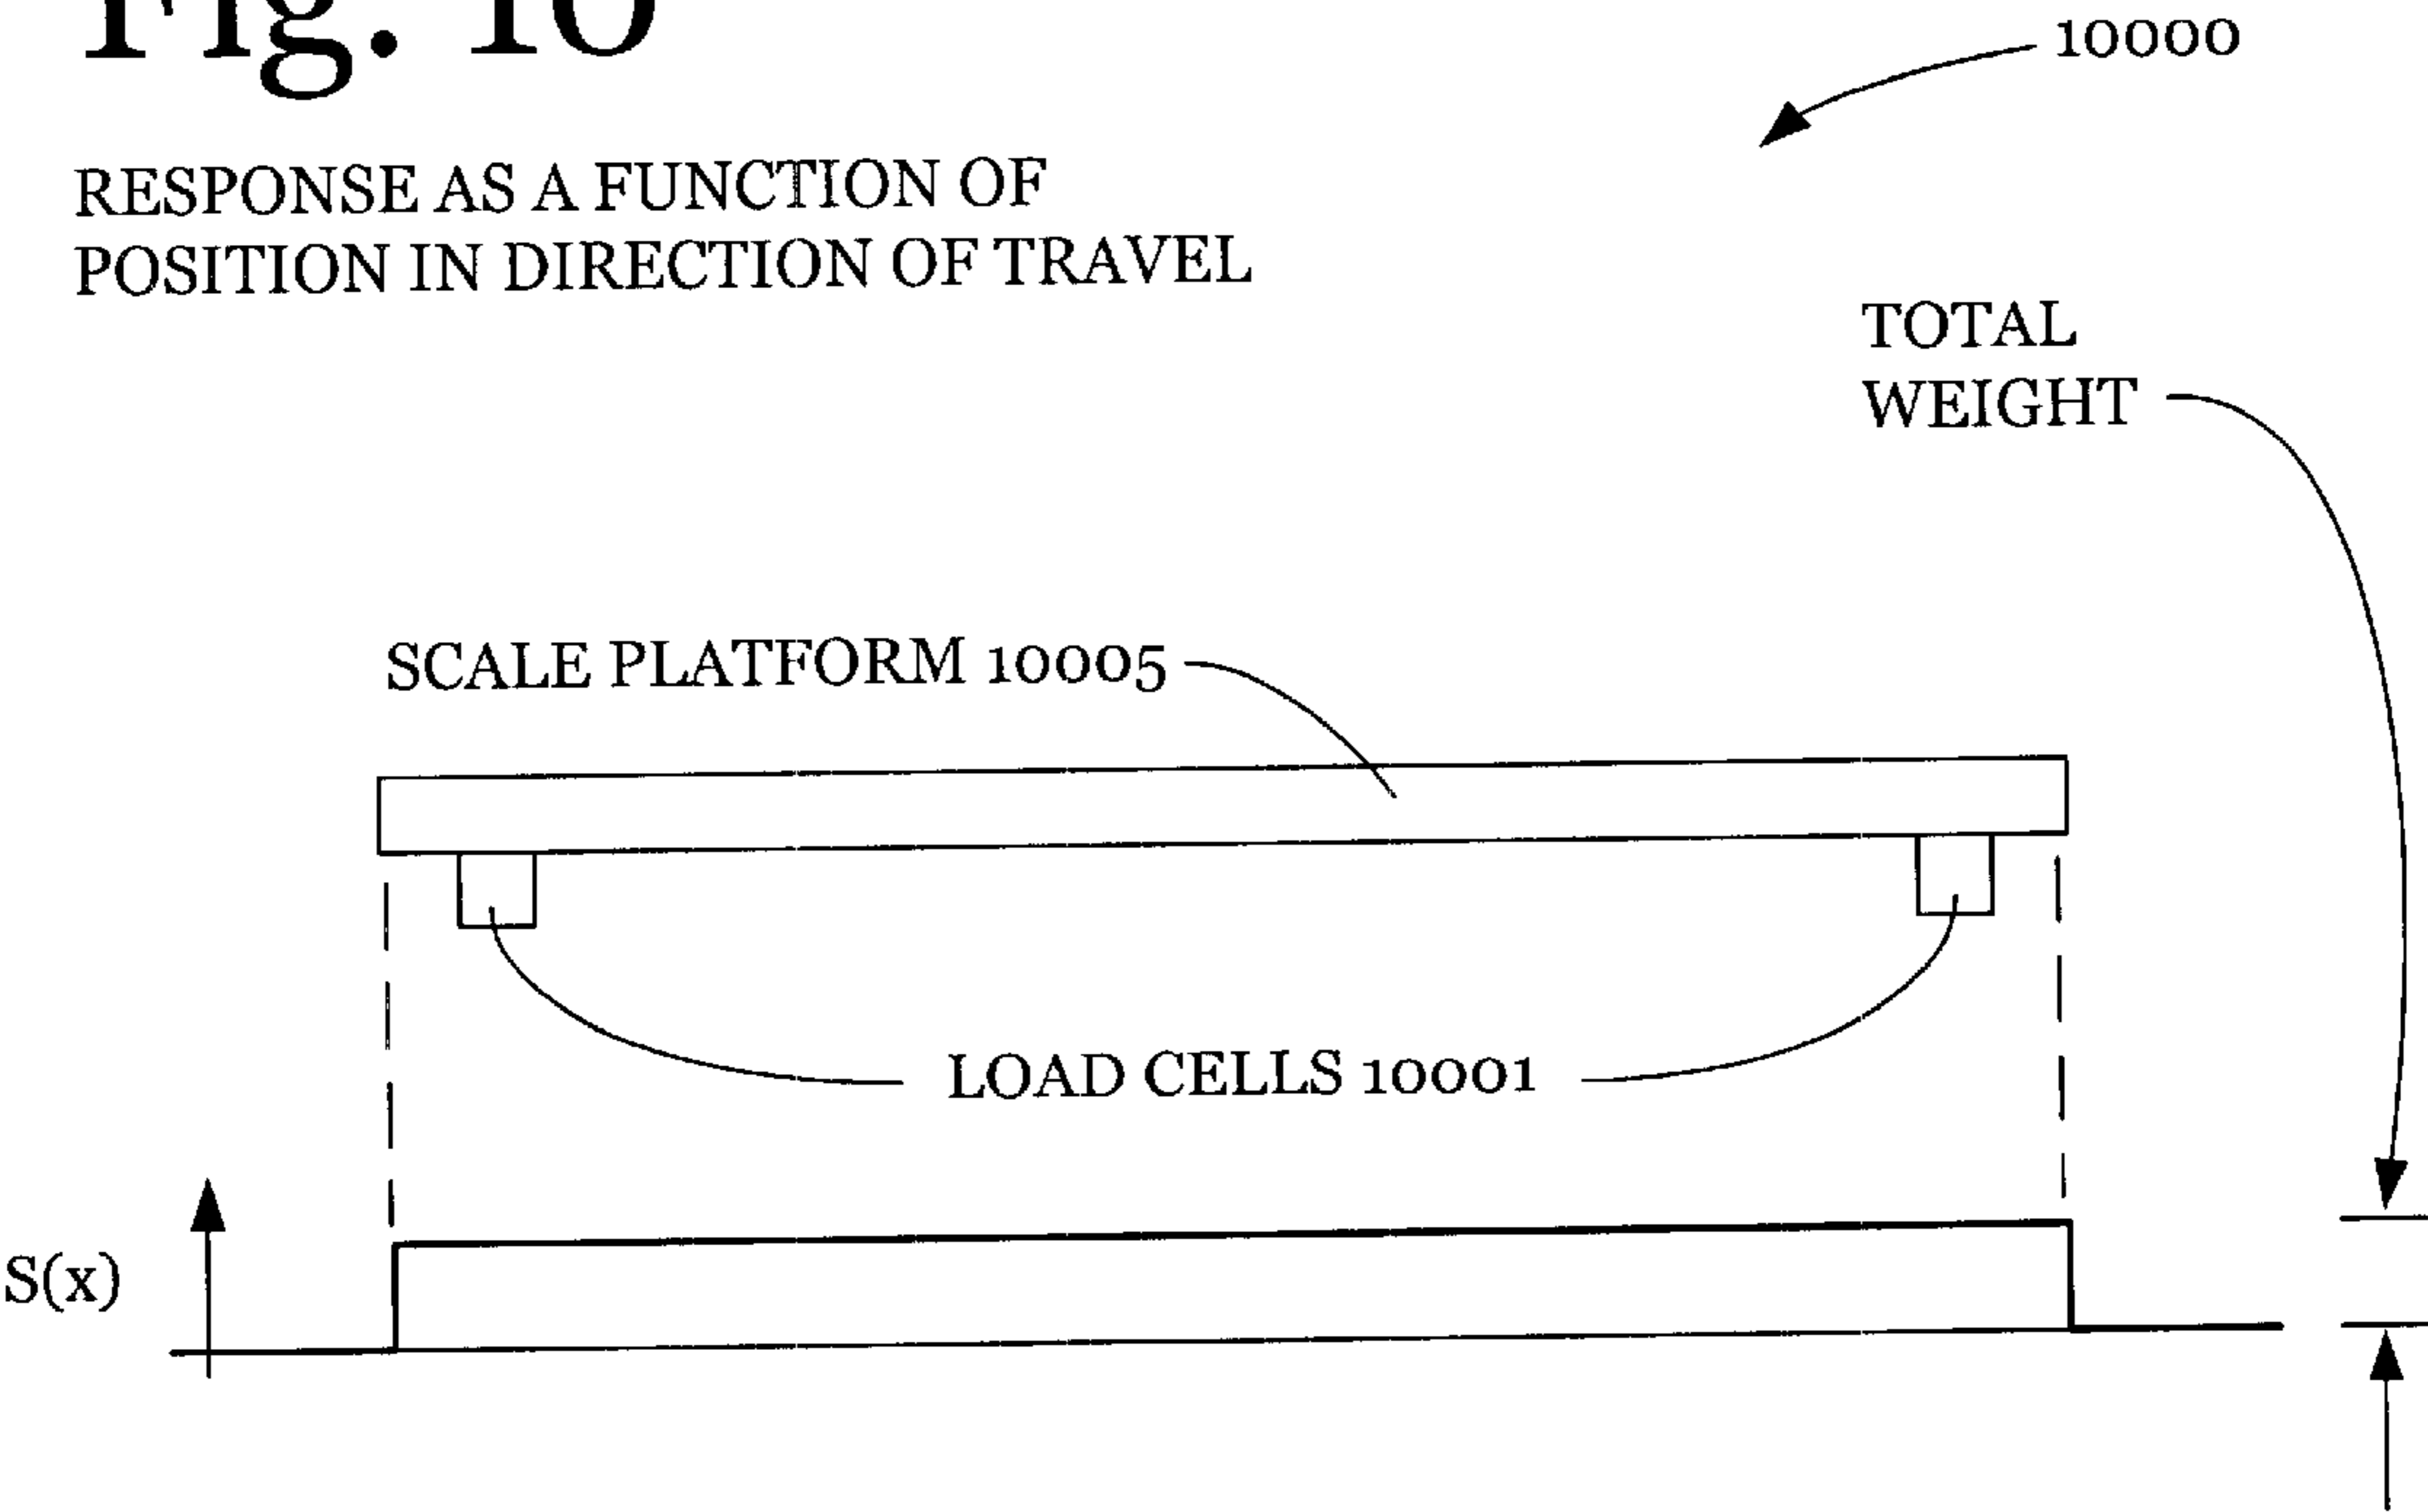 Fig. 10
10000
RESPONSE AS A FUNCTION OF
POSITION IN DIRECTION OF TRAVEL
TOTAL
WEIGHT
SCALE PLATFORM 10005
LOAD CELLS 10001
S(x)